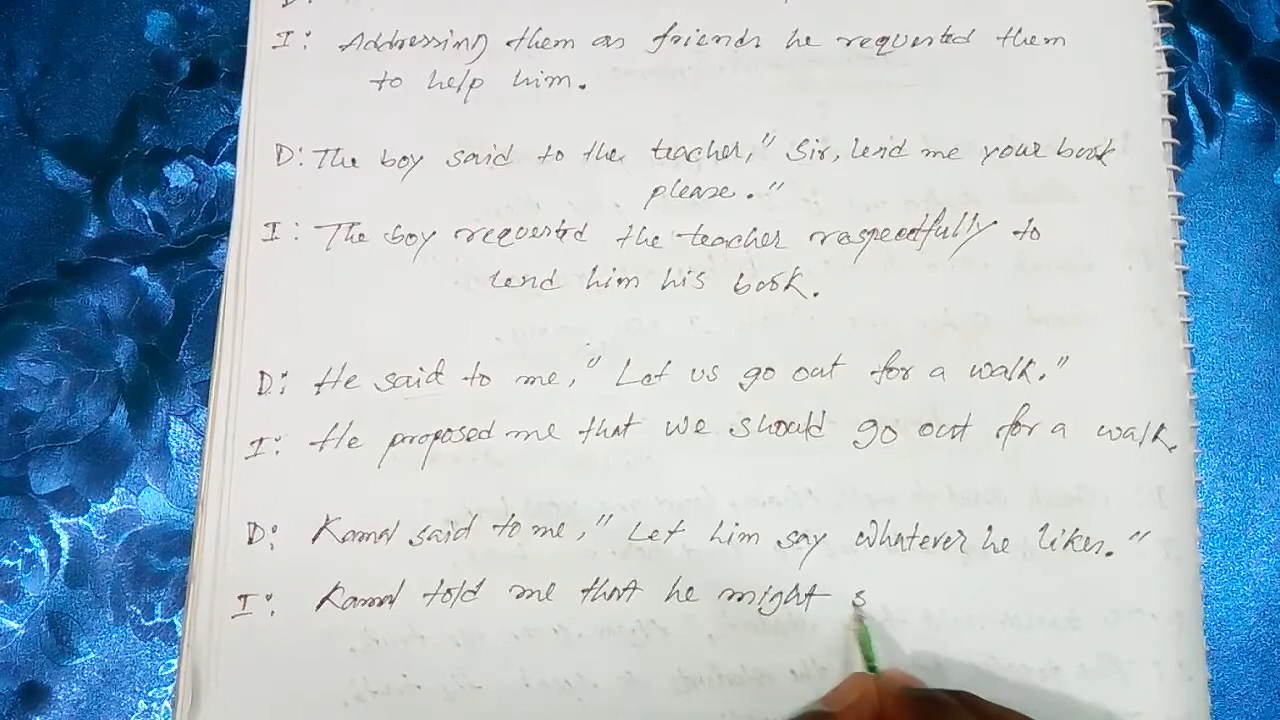 I: Addressing them as friends he requested them
to help him.
D: The boy said to the teacher, " Sir, lend me your book
please."
I: The boy requested the teacher respectfully to
lend him his book.
D: He said to me, " Let us go out for a walk."
I: He proposed me that we should go out for a walk.
D: Kamal said to me, " Let him say whatever he likes. "
I: Kamal told me that he might s